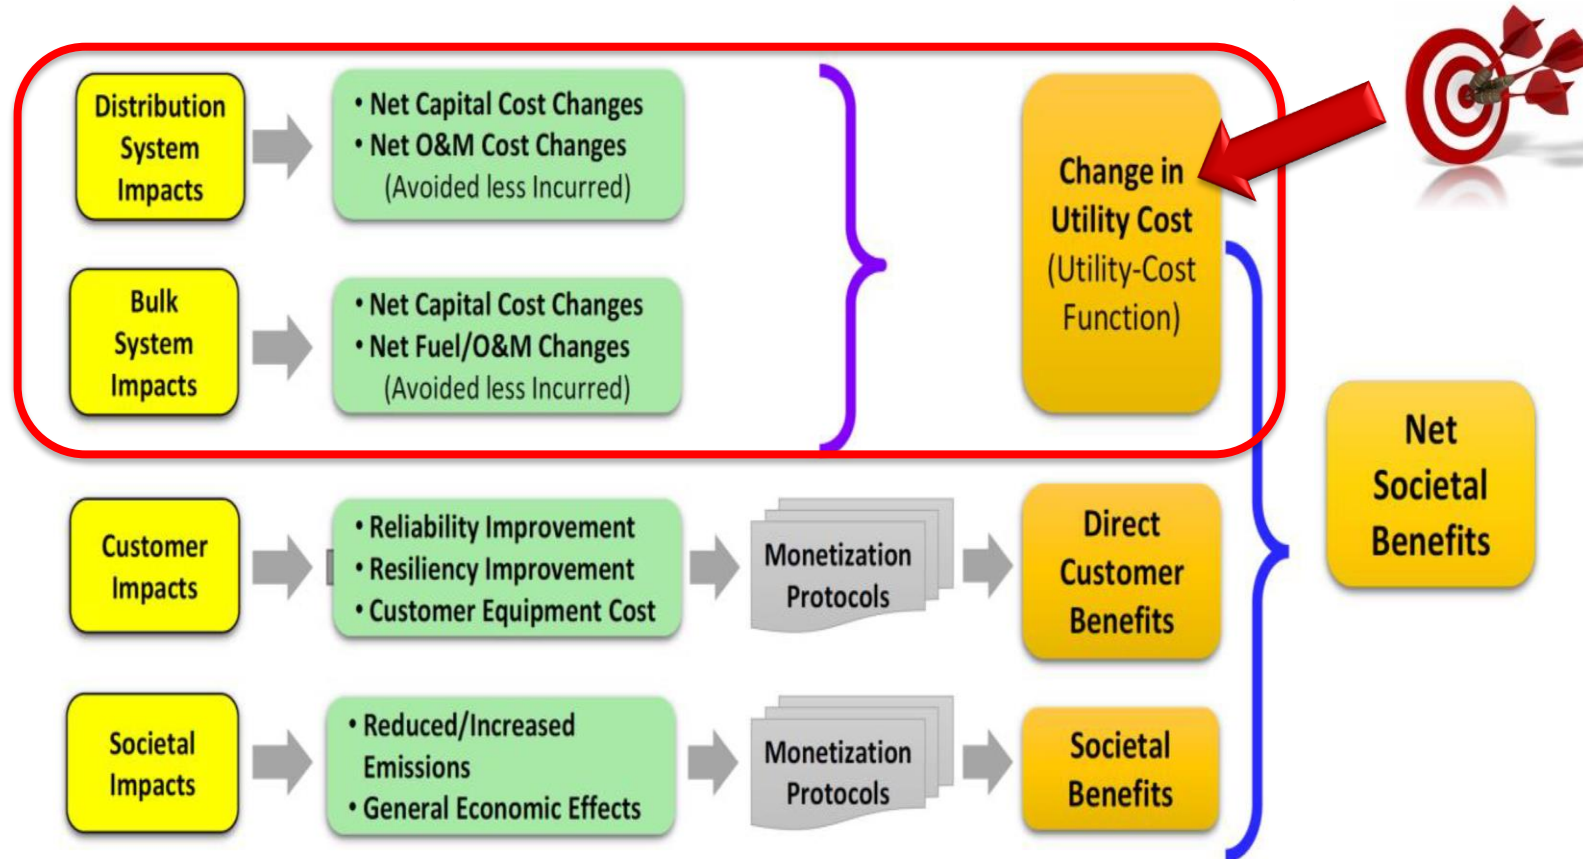 Distribution
System
Impacts
• Net Capital Cost Changes
• Net O&M Cost Changes
(Avoided less Incurred)
Change in
Utility Cost
(Utility-Cost
Function)
Bulk
System
Impacts
• Net Capital Cost Changes
• Net Fuel/O&M Changes
(Avoided less Incurred)
Net
Societal
Benefits
Customer
Impacts
• Reliability Improvement
• Resiliency Improvement
• Customer Equipment Cost
Monetization
Protocols
Direct
Customer
Benefits
Societal
Impacts
• Reduced/Increased
Emissions
• General Economic Effects
Monetization
Protocols
Societal
Benefits